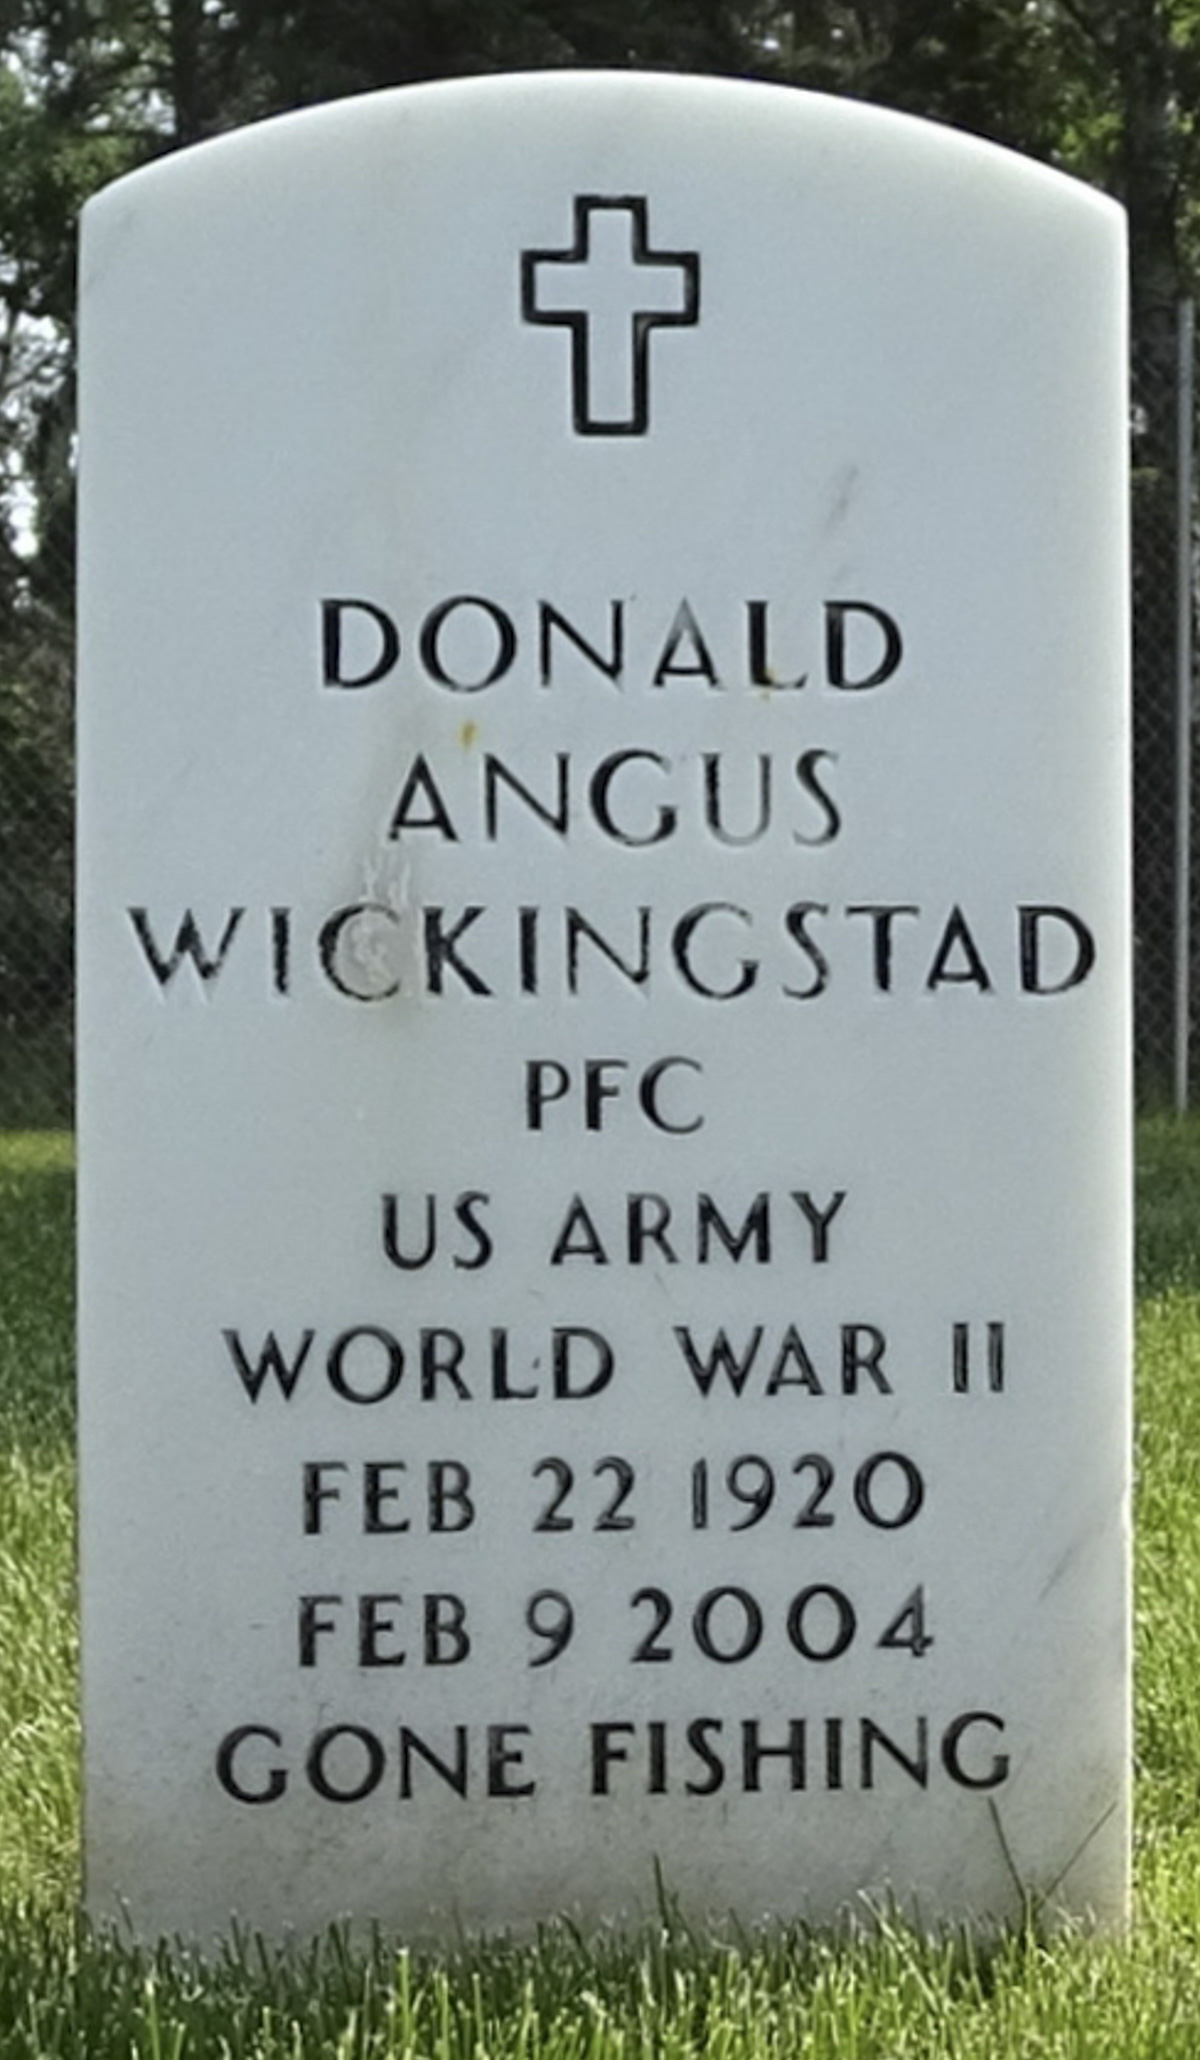 DONALD
ANGUS
WICKINGSTAD
PFC
US ARMY
WORLD WAR II
FEB 22 1920
FEB 9 2004
GONE FISHING